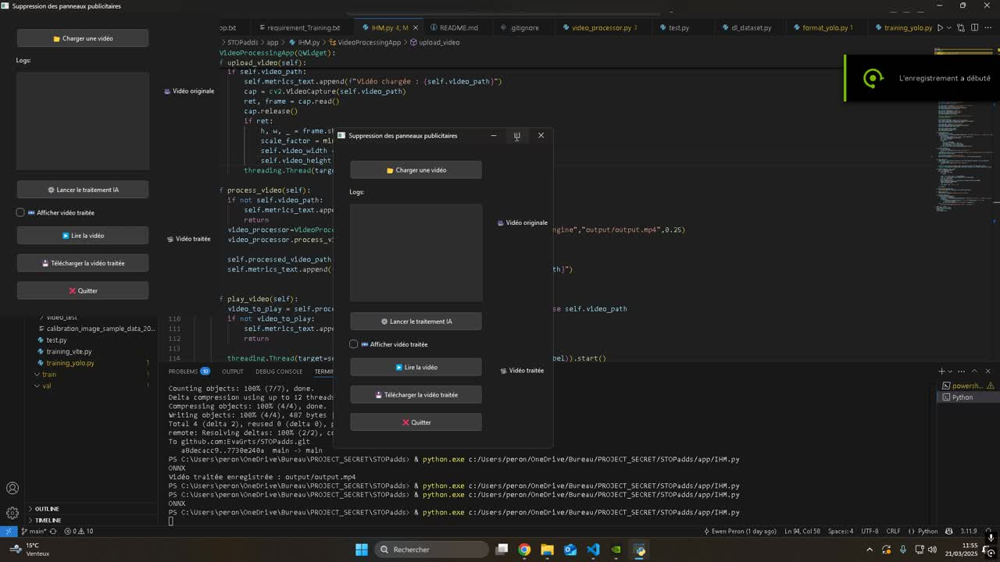 Suppression des panneaux publicitaires
Charger une vidéo
Logs:
Vidéo originale
Lancer le traitement IA
Afficher vidéo traitée
Lire la vidéo
Vidéo traitée
Télécharger la vidéo traitée
Quitter
requirement_Training.txt
IHM.py 4, M
README.md
.gitignore
video_processor.py 3
test.py
dl_dataset.py
format_yolo.py 1
training_yolo.py
STOPadds > app > IHM.py > VideoProcessingApp > upload_video
VideoProcessingApp(QWidget):
f upload_video(self):
if self.video_path:
self.metrics_text.append(f"Vidéo chargée : {self.video_path}")
cap = cv2.VideoCapture(self.video_path)
ret, frame = cap.read()
cap.release()
if ret:
h, w, _ = frame.sh
scale_factor = mi
self.video_width
self.video_height
threading.Thread(targe
f process_video(self):
if not self.video_path:
self.metrics_text.appe
return
video_processor=VideoProc
ngine","output/output.mp4",0.25)
video_processor.process_vi
self.processed_video_path
self.metrics_text.append(
th}")
f play_video(self):
video_to_play = self.proce
se self.video_path
110
if not video_to_play:
111
self.metrics_text.appe
112
return
113
114
threading.Thread(target=se
bel)).start()
L'enregistrement a débuté
Suppression des panneaux publicitaires
Charger une vidéo
Logs:
Vidéo originale
Lancer le traitement IA
Afficher vidéo traitée
Lire la vidéo
Vidéo traitée
Télécharger la vidéo traitée
Quitter
video_test
calibration_image_sample_data_20...
test.py
training_vite.py
training_yolo.py 1
train
val
OUTLINE
TIMELINE
PROBLEMS 10
OUTPUT
DEBUG CONSOLE
TERMIN
powersh...
Python
Counting objects: 100% (7/7), done.
Delta compression using up to 12 threads
Compressing objects: 100% (4/4), done.
Writing objects: 100% (4/4), 487 bytes
Total 4 (delta 2), reused 0 (delta 0), p
remote: Resolving deltas: 100% (2/2), co
To github.com:EvaGrts/STOPadds.git
a0decacc9..7730e240a main -> main
PS C:\Users\peron\OneDrive\Bureau\PROJECT_SECRET\STOPadds> & python.exe c:/Users/peron/OneDrive/Bureau/PROJECT_SECRET/STOPadds/app/IHM.py
ONNX
Vidéo traitée enregistrée : output/output.mp4
PS C:\Users\peron\OneDrive\Bureau\PROJECT_SECRET\STOPadds> & python.exe c:/Users/peron/OneDrive/Bureau/PROJECT_SECRET/STOPadds/app/IHM.py
PS C:\Users\peron\OneDrive\Bureau\PROJECT_SECRET\STOPadds> & python.exe c:/Users/peron/OneDrive/Bureau/PROJECT_SECRET/STOPadds/app/IHM.py
ONNX
PS C:\Users\peron\OneDrive\Bureau\PROJECT_SECRET\STOPadds> & python.exe c:/Users/peron/OneDrive/Bureau/PROJECT_SECRET/STOPadds/app/IHM.py
main*
0 10
Ewen Peron (1 day ago)
Ln 94, Col 58
Spaces: 4
UTF-8
CRLF
Python
3.11.9
15°C
Venteux
Rechercher
11:55
21/03/2025